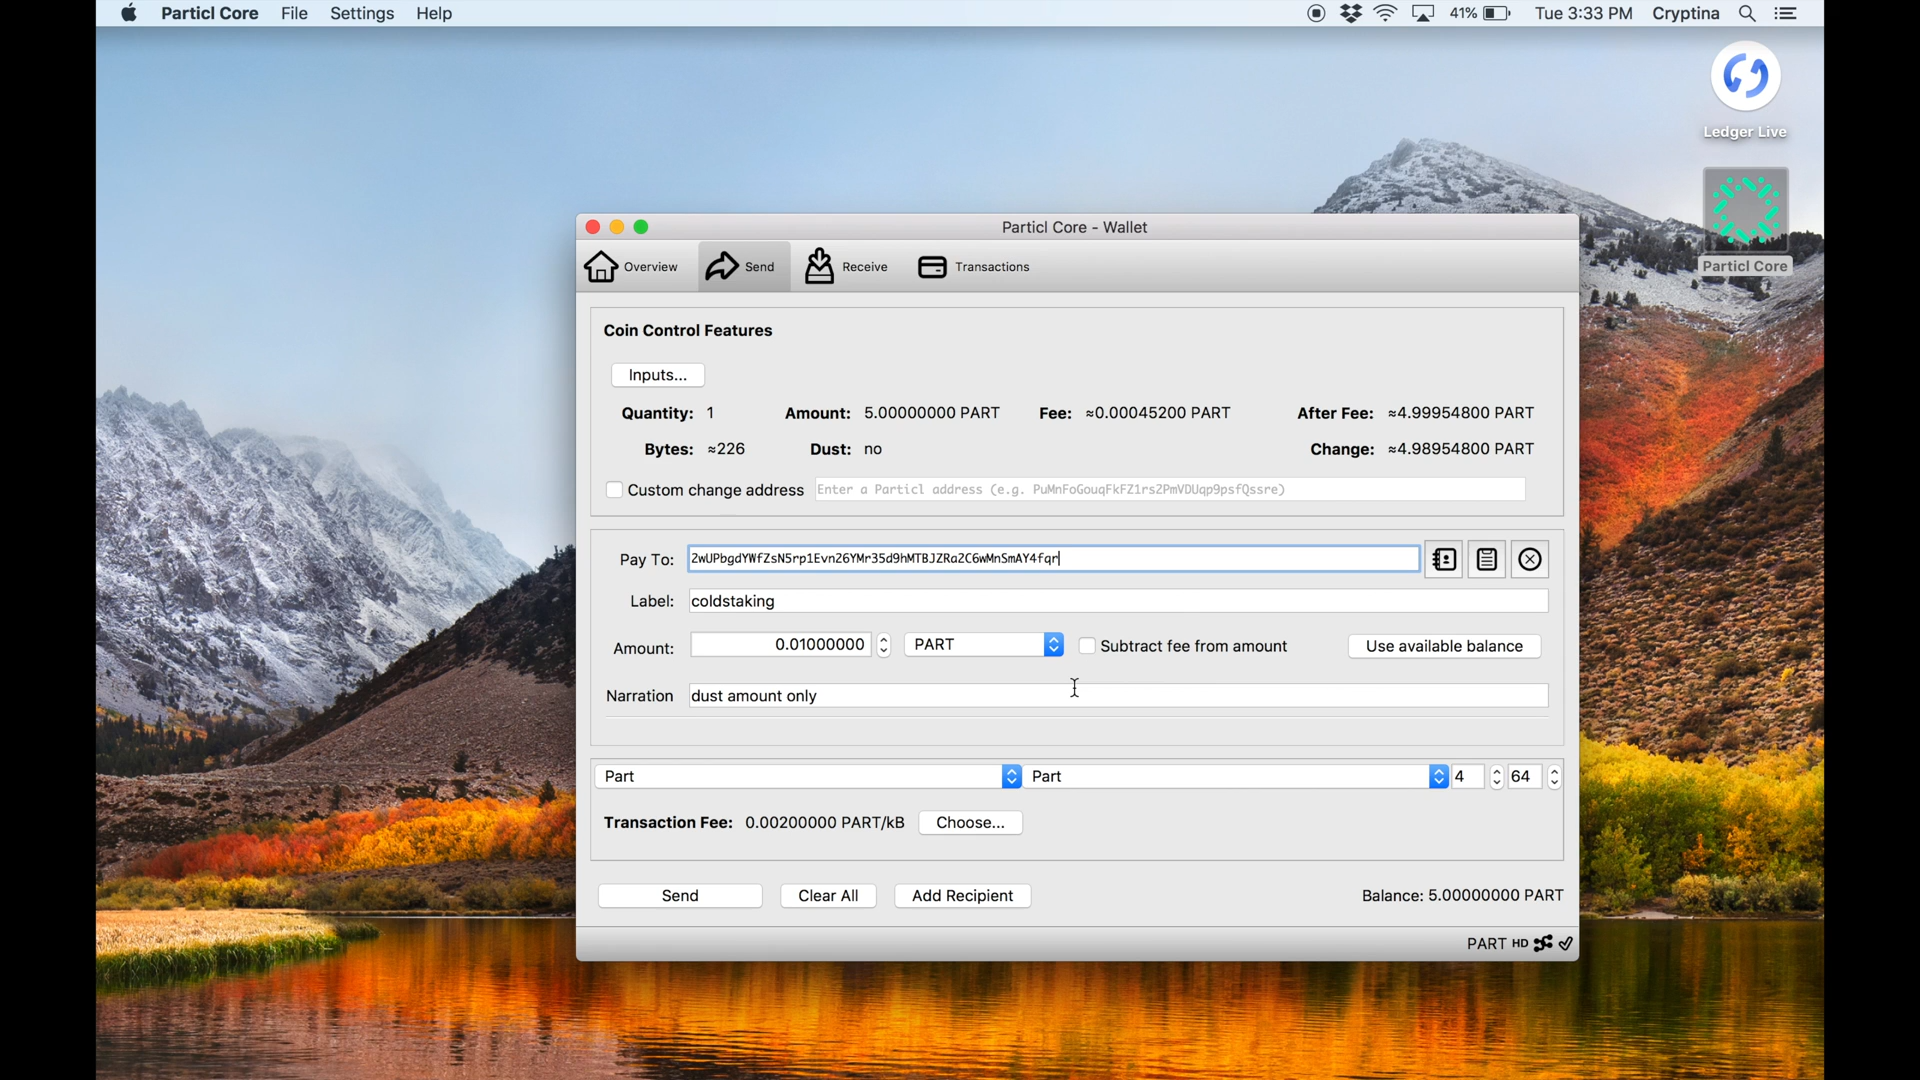 Particl Core File Settings Help 41% Tue 3:33 PM Cryptina
Ledger Live
Particl Core
Particl Core - Wallet
Overview Send Receive Transactions
Coin Control Features
Inputs...
Quantity: 1 Amount: 5.00000000 PART Fee: ≈0.00045200 PART After Fee: ≈4.99954800 PART
Bytes: ≈226 Dust: no Change: ≈4.98954800 PART
Custom change address Enter a Particl address (e.g. PuMnFoGouqFkFZ1rs2PmVDUqp9psfQssre)
Pay To: 2wUPbgdYWfZsN5rp1Evn26YMr35d9hMTBJZRa2C6wMnSmAY4fqr
Label: coldstaking
Amount: 0.01000000 PART Subtract fee from amount Use available balance
Narration dust amount only
Part Part 4 64
Transaction Fee: 0.00200000 PART/kB Choose...
Send Clear All Add Recipient Balance: 5.00000000 PART
PART HD